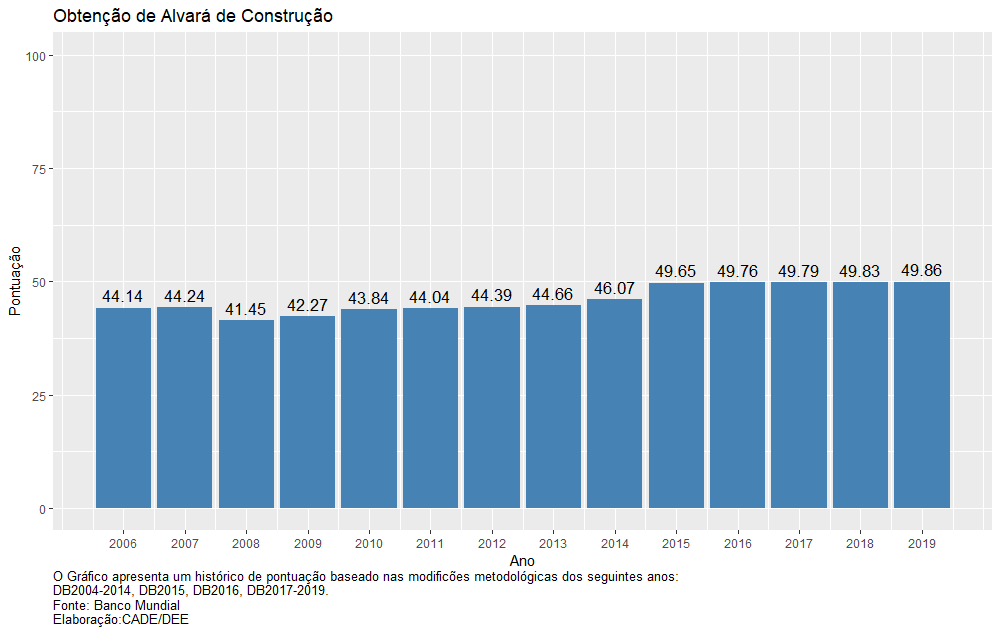 Obtenção de Alvará de Construção
Pontuação
100
75
50
25
0
44.14 44.24 41.45 42.27 43.84 44.04 44.39 44.66 46.07 49.65 49.76 49.79 49.83 49.86
2006 2007 2008 2009 2010 2011 2012 2013 2014 2015 2016 2017 2018 2019
Ano
O Gráfico apresenta um histórico de pontuação baseado nas modificões metodológicas dos seguintes anos:
DB2004-2014, DB2015, DB2016, DB2017-2019.
Fonte: Banco Mundial
Elaboração:CADE/DEE